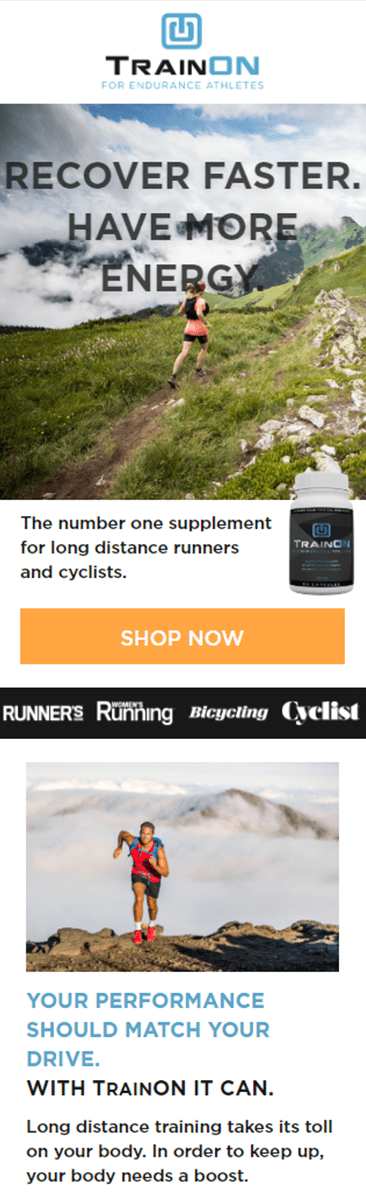 TRAINON
FOR ENDURANCE ATHLETES
RECOVER FASTER.
HAVE MORE
ENERGY.
The number one supplement
for long distance runners
and cyclists.
TRAINON
SHOP NOW
RUNNER'S WOMEN'S Running Bicycling Cyclist
YOUR PERFORMANCE
SHOULD MATCH YOUR
DRIVE.
WITH TRAINON IT CAN.
Long distance training takes its toll
on your body. In order to keep up,
your body needs a boost.